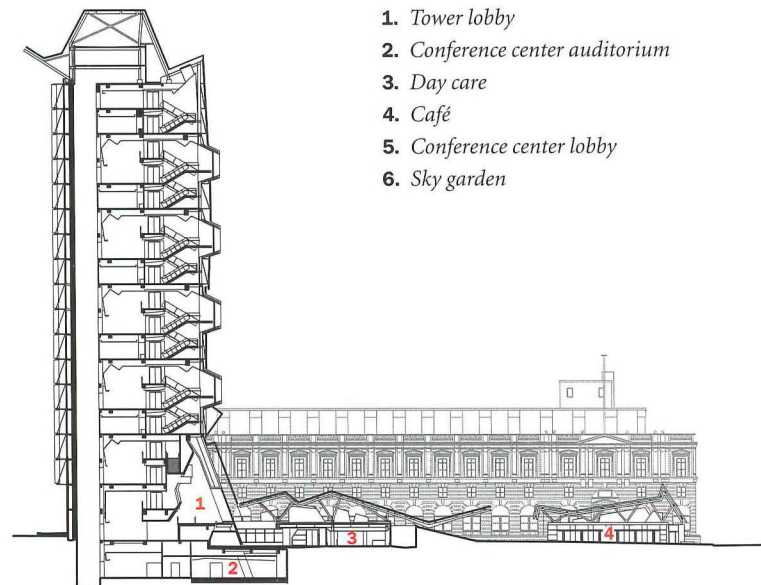 1. Tower lobby
2. Conference center auditorium
3. Day care
4. Café
5. Conference center lobby
6. Sky garden
1
3
4
2